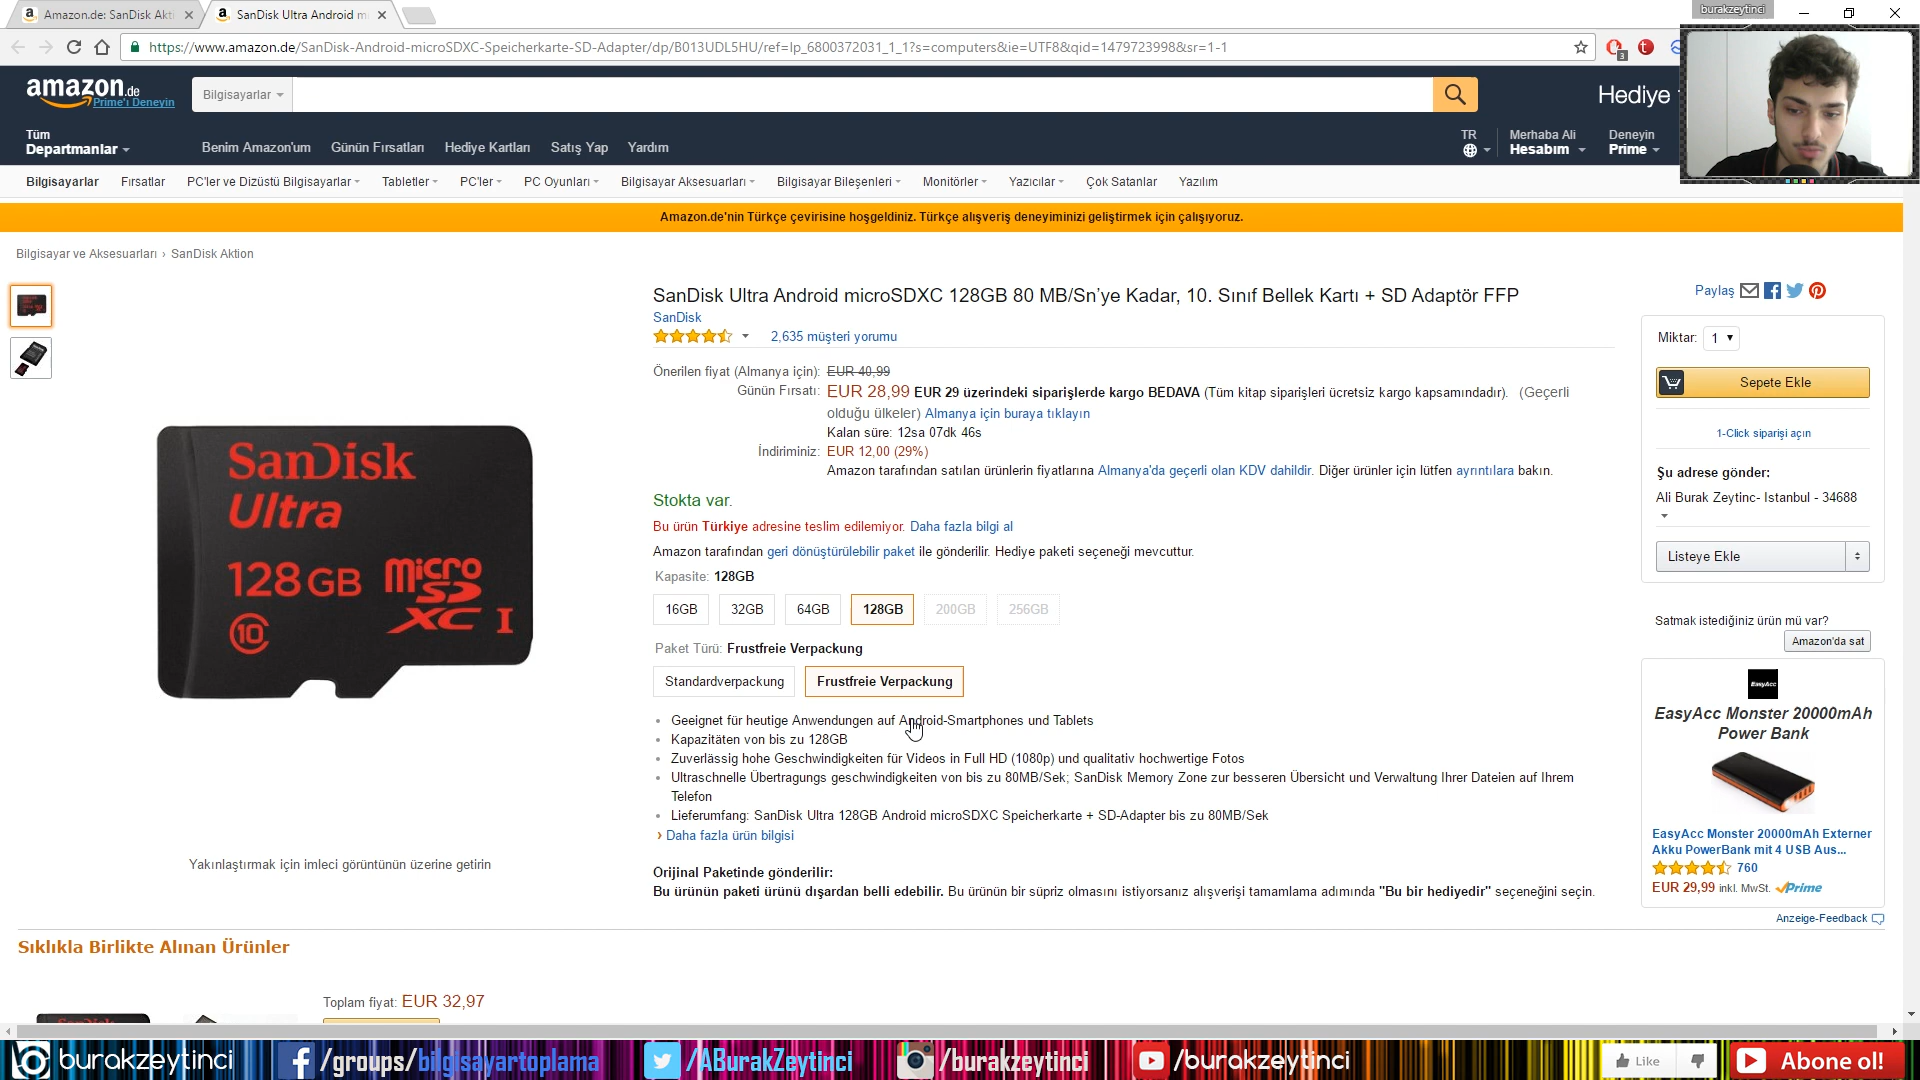 Amazon.de: SanDisk Akti
SanDisk Ultra Android mi
burakzeytinci
https://www.amazon.de/SanDisk-Android-microSDXC-Speicherkarte-SD-Adapter/dp/B013UDL5HU/ref=lp_6800372031_1_1?s=computers&ie=UTF8&qid=1479723998&sr=1-1
3
amazon.de
Prime'ı Deneyin
Bilgisayarlar
Hediye
Tüm
Departmanlar
Benim Amazon'um Günün Fırsatları Hediye Kartları Satış Yap Yardım
TR
Merhaba Ali
Hesabım
Deneyin
Prime
Bilgisayarlar Fırsatlar PC'ler ve Dizüstü Bilgisayarlar Tabletler PC'ler PC Oyunları Bilgisayar Aksesuarları Bilgisayar Bileşenleri Monitörler Yazıcılar Çok Satanlar Yazılım
Amazon.de'nin Türkçe çevirisine hoşgeldiniz. Türkçe alışveriş deneyiminizi geliştirmek için çalışıyoruz.
Bilgisayar ve Aksesuarları › SanDisk Aktion
SanDisk
Ultra
128GB micro SD XC I
10
Yakınlaştırmak için imleci görüntünün üzerine getirin
SanDisk Ultra Android microSDXC 128GB 80 MB/Sn'ye Kadar, 10. Sınıf Bellek Kartı + SD Adaptör FFP
SanDisk
2,635 müşteri yorumu
Önerilen fiyat (Almanya için): EUR 40,99
Günün Fırsatı: EUR 28,99 EUR 29 üzerindeki siparişlerde kargo BEDAVA (Tüm kitap siparişleri ücretsiz kargo kapsamındadır). (Geçerli
olduğu ülkeler) Almanya için buraya tıklayın
Kalan süre: 12sa 07dk 46s
İndiriminiz: EUR 12,00 (29%)
Amazon tarafından satılan ürünlerin fiyatlarına Almanya'da geçerli olan KDV dahildir. Diğer ürünler için lütfen ayrıntılara bakın.
Stokta var.
Bu ürün Türkiye adresine teslim edilemiyor. Daha fazla bilgi al
Amazon tarafından geri dönüştürülebilir paket ile gönderilir. Hediye paketi seçeneği mevcuttur.
Kapasite: 128GB
16GB 32GB 64GB 128GB 200GB 256GB
Paket Türü: Frustfreie Verpackung
Standardverpackung Frustfreie Verpackung
Geeignet für heutige Anwendungen auf Android-Smartphones und Tablets
Kapazitäten von bis zu 128GB
Zuverlässig hohe Geschwindigkeiten für Videos in Full HD (1080p) und qualitativ hochwertige Fotos
Ultraschnelle Übertragungs geschwindigkeiten von bis zu 80MB/Sek; SanDisk Memory Zone zur besseren Übersicht und Verwaltung Ihrer Dateien auf Ihrem
Telefon
Lieferumfang: SanDisk Ultra 128GB Android microSDXC Speicherkarte + SD-Adapter bis zu 80MB/Sek
› Daha fazla ürün bilgisi
Orijinal Paketinde gönderilir:
Bu ürünün paketi ürünü dışardan belli edebilir. Bu ürünün bir süpriz olmasını istiyorsanız alışverişi tamamlama adımında "Bu bir hediyedir" seçeneğini seçin.
Paylaş
Miktar: 1
Sepete Ekle
1-Click siparişi açın
Şu adrese gönder:
Ali Burak Zeytinc- Istanbul - 34688
Listeye Ekle
Satmak istediğiniz ürün mü var?
Amazon'da sat
EasyAcc
EasyAcc Monster 20000mAh
Power Bank
EasyAcc Monster 20000mAh Externer
Akku PowerBank mit 4 USB Aus...
760
EUR 29,99 inkl. MwSt. Prime
Anzeige-Feedback
Sıklıkla Birlikte Alınan Ürünler
Toplam fiyat: EUR 32,97
burakzeytinci
/groups/bilgisayartoplama
/ABurakZeytinci
/burakzeytinci
/burakzeytinci
Like
Abone ol!